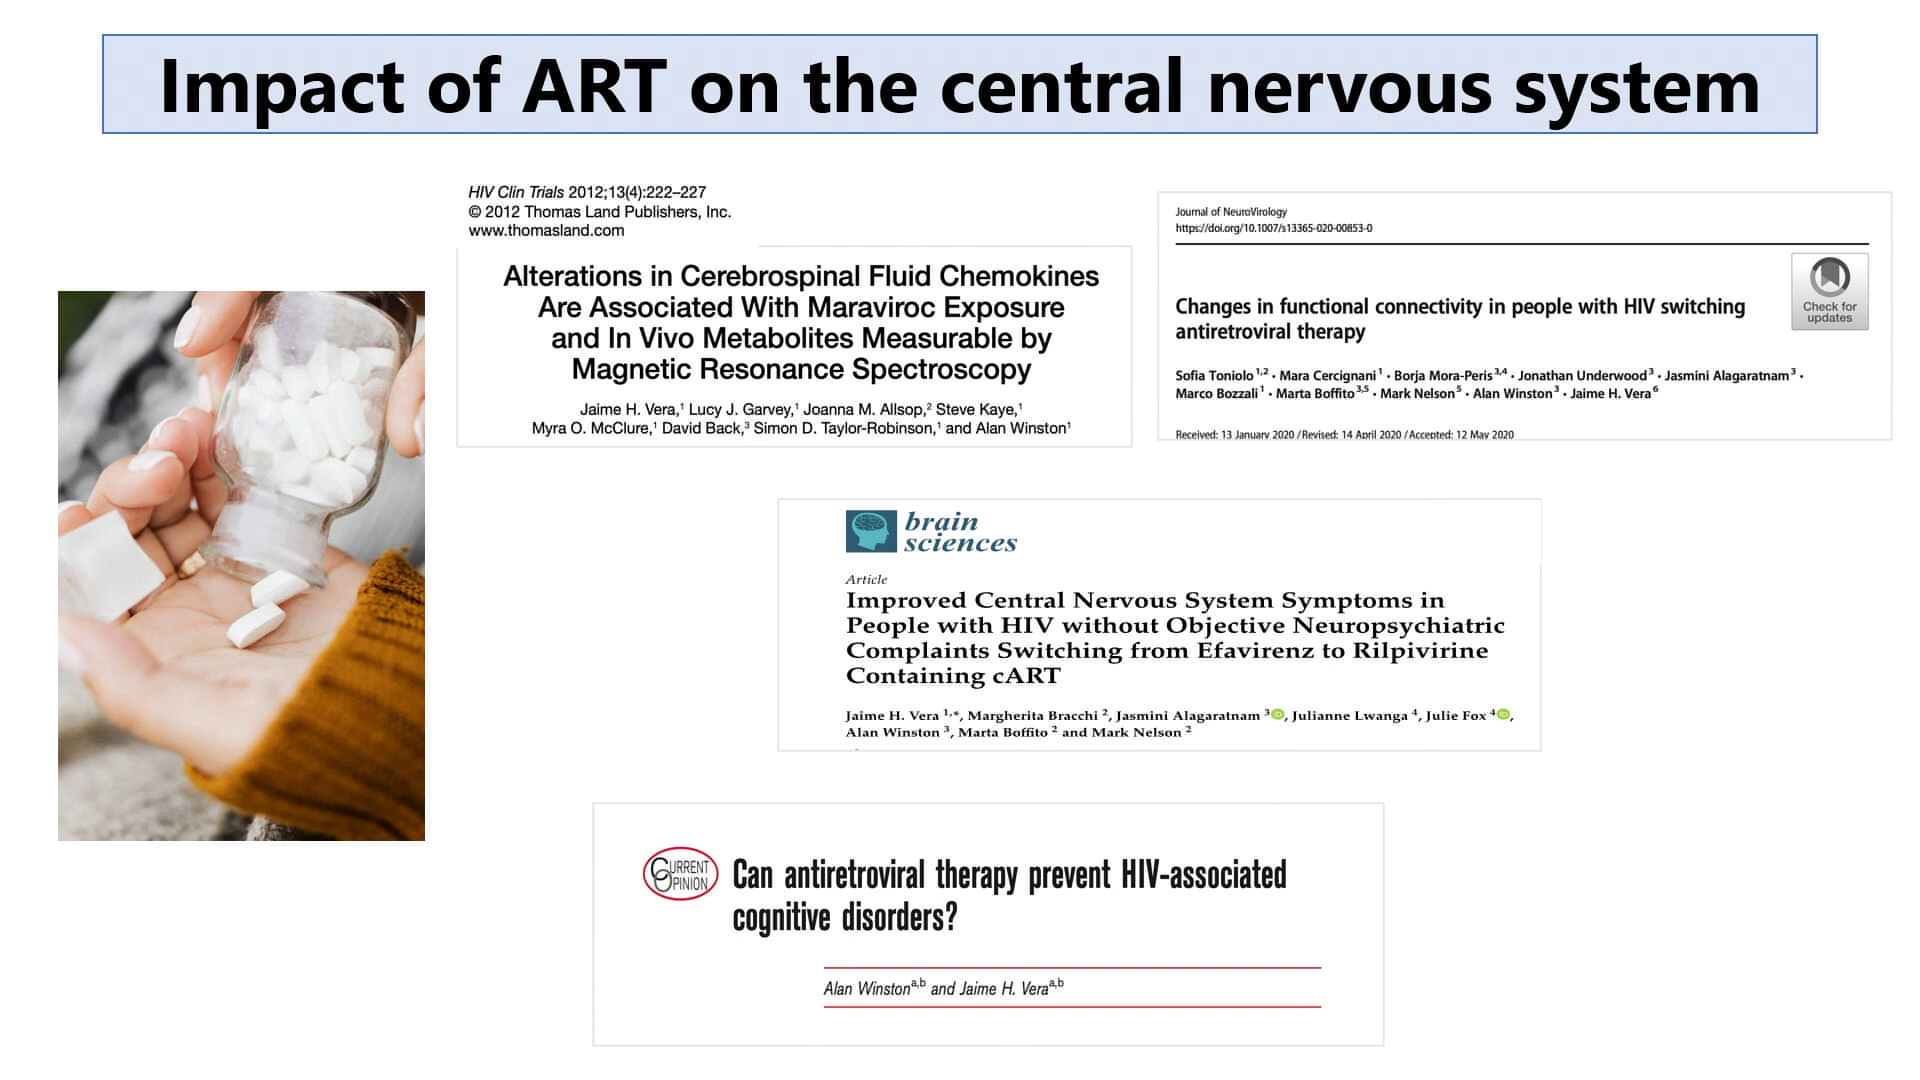 Impact of ART on the central nervous system
HIV Clin Trials 2012;13(4):222–227
© 2012 Thomas Land Publishers, Inc.
www.thomasland.com
Alterations in Cerebrospinal Fluid Chemokines
Are Associated With Maraviroc Exposure
and In Vivo Metabolites Measurable by
Magnetic Resonance Spectroscopy
Jaime H. Vera,¹ Lucy J. Garvey,¹ Joanna M. Allsop,² Steve Kaye,¹
Myra O. McClure,¹ David Back,³ Simon D. Taylor-Robinson,¹ and Alan Winston¹
Journal of NeuroVirology
https://doi.org/10.1007/s13365-020-00853-0
Check for
updates
Changes in functional connectivity in people with HIV switching
antiretroviral therapy
Sofia Toniolo¹,² · Mara Cercignani¹ · Borja Mora-Peris³,⁴ · Jonathan Underwood³ · Jasmini Alagaratnam³ ·
Marco Bozzali¹ · Marta Boffito³,⁵ · Mark Nelson⁵ · Alan Winston³ · Jaime H. Vera⁶
Received: 13 January 2020 / Revised: 14 April 2020 / Accepted: 12 May 2020
brain
sciences
Article
Improved Central Nervous System Symptoms in
People with HIV without Objective Neuropsychiatric
Complaints Switching from Efavirenz to Rilpivirine
Containing cART
Jaime H. Vera ¹,*, Margherita Bracchi ², Jasmini Alagaratnam ³ iD, Julianne Lwanga ⁴, Julie Fox ⁴ iD,
Alan Winston ³, Marta Boffito ² and Mark Nelson ²
CURRENT
OPINION
Can antiretroviral therapy prevent HIV-associated
cognitive disorders?
Alan Winstonᵃ,ᵇ and Jaime H. Veraᵃ,ᵇ